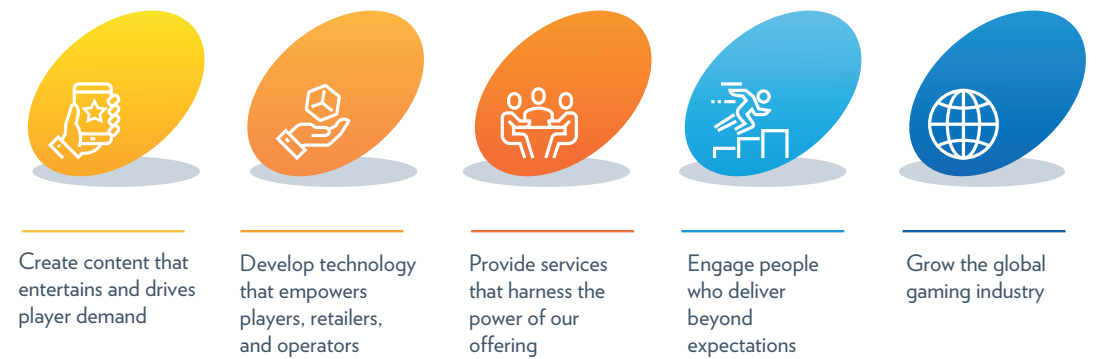 Create content that
entertains and drives
player demand
Develop technology
that empowers
players, retailers,
and operators
Provide services
that harness the
power of our
offering
Engage people
who deliver
beyond
expectations
Grow the global
gaming industry